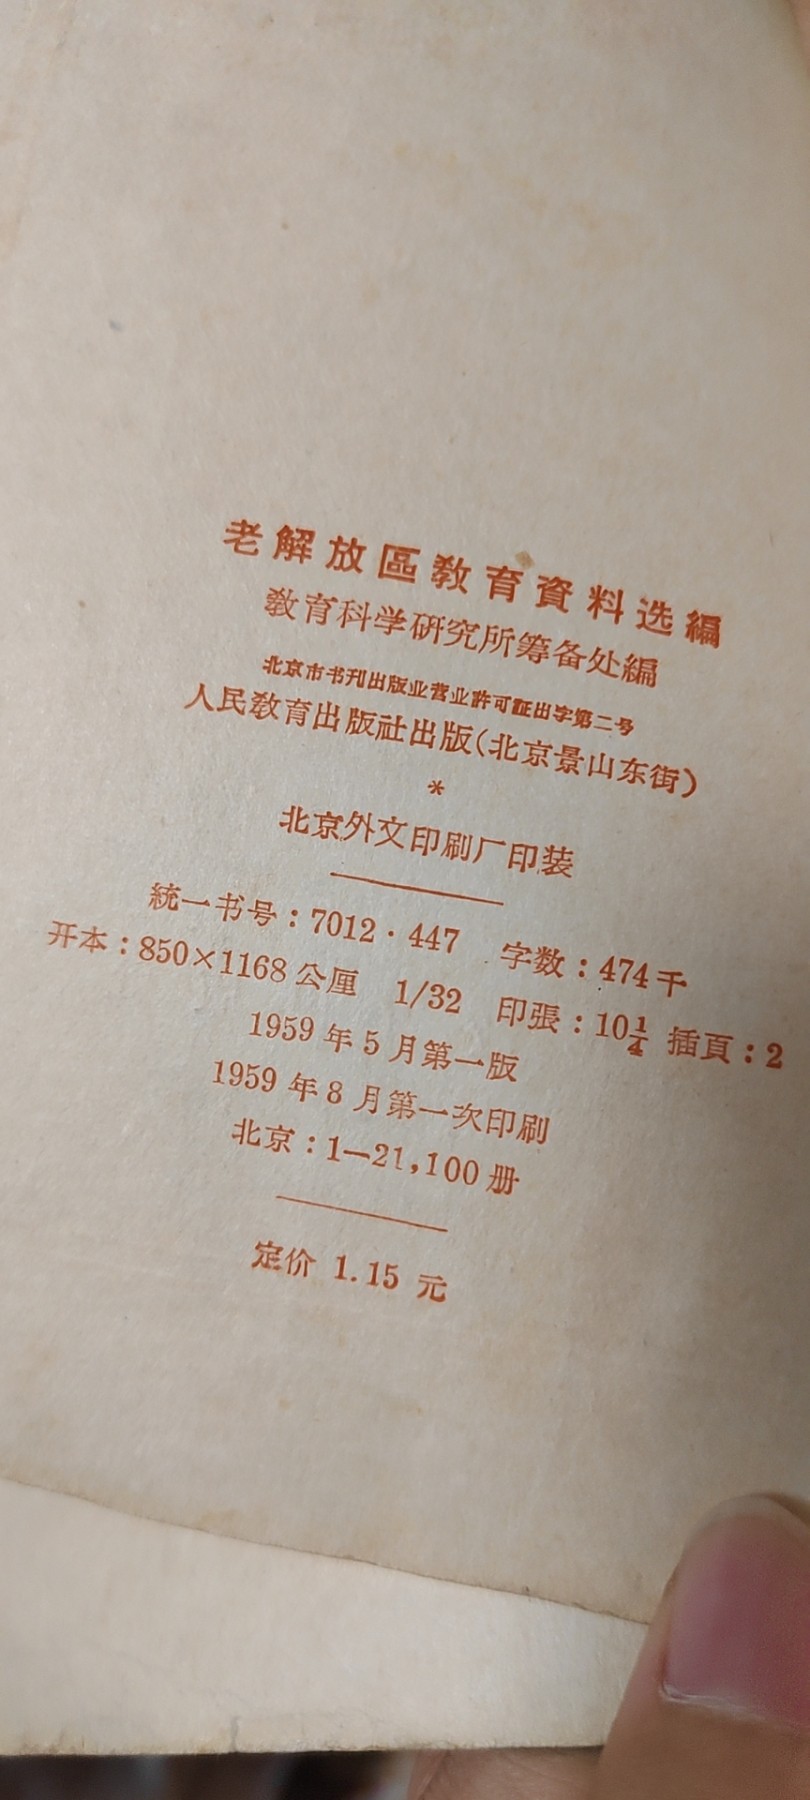 老解放區敎育資料选編
敎育科学研究所筹备处編
北京市书刊出版业营业許可証出字第二号
人民敎育出版社出版(北京景山东街)
*
北京外文印刷厂印装
統一书号:7012·447 字数:474千
开本:850×1168公厘 1/32 印張:10¼ 插頁:2
1959年5月第一版
1959年8月第一次印刷
北京:1—21,100册
定价 1.15 元